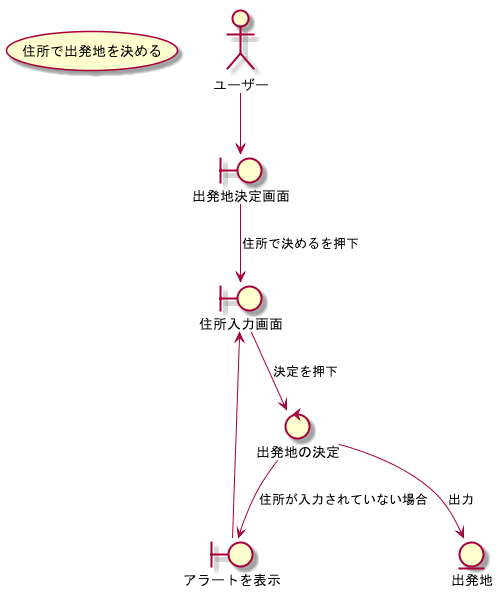 住所で出発地を決める
ユーザー
出発地決定画面
住所で決めるを押下
住所入力画面
決定を押下
出発地の決定
住所が入力されていない場合
出力
アラートを表示
出発地